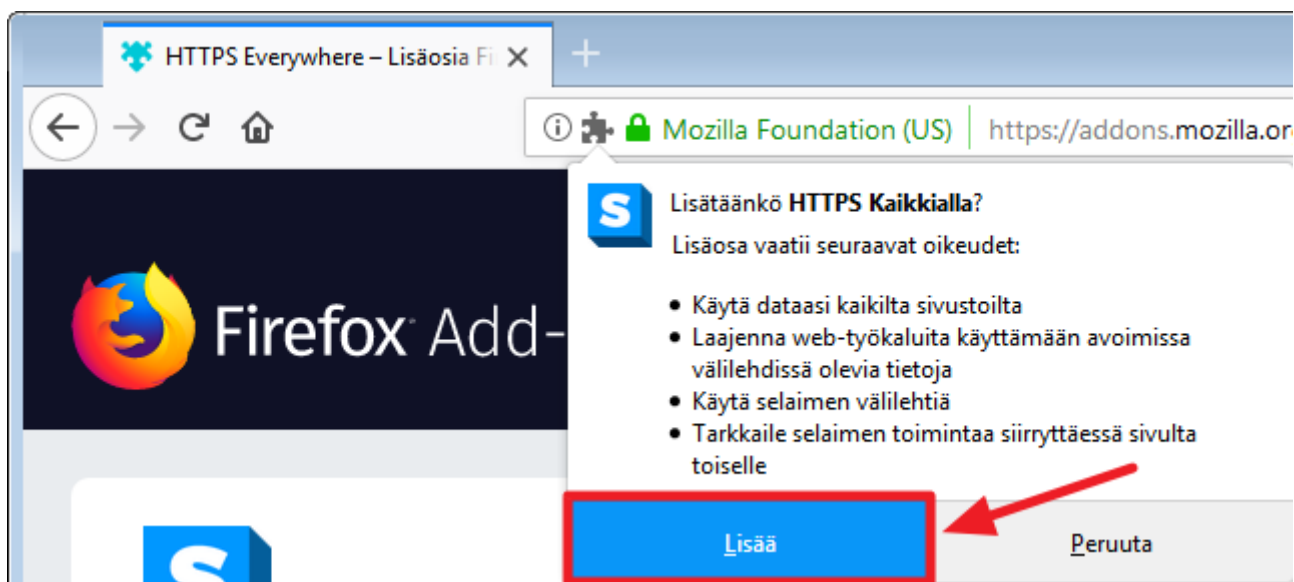 HTTPS Everywhere – Lisäosia Fi
Mozilla Foundation (US) https://addons.mozilla.or
Lisätäänkö HTTPS Kaikkialla?
Lisäosa vaatii seuraavat oikeudet:
• Käytä dataasi kaikilta sivustoilta
• Laajenna web-työkaluita käyttämään avoimissa
välilehdissä olevia tietoja
• Käytä selaimen välilehtiä
• Tarkkaile selaimen toimintaa siirryttäessä sivulta
toiselle
Lisää Peruuta
Firefox Add-
S
S